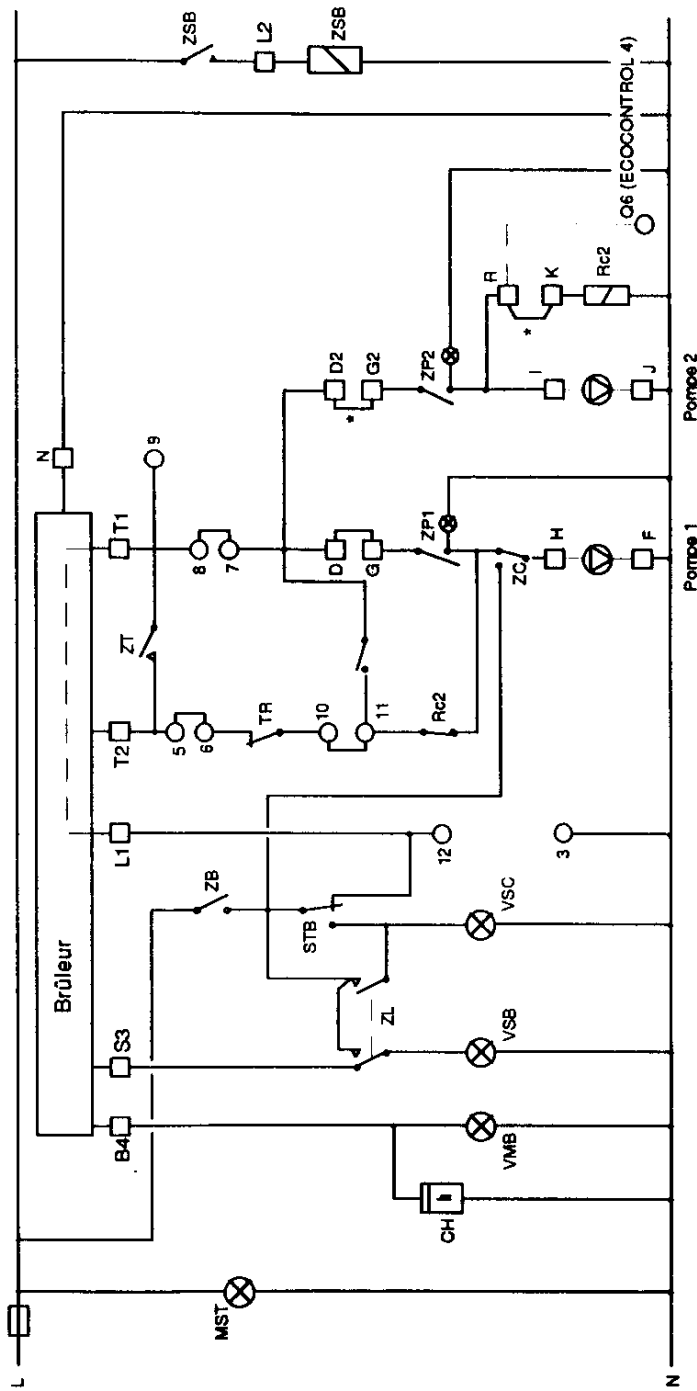 L
MST
CH
VMB
B4
Brûleur
S3
VSB
ZL
VSC
STB
ZB
L1
12
3
T2
5
6
TR
10
11
Rc2
ZT
T1
8
7
9
N
D
G
ZP1
ZC
H
F
Pompe 1
D2
*
G2
ZP2
I
J
Pompe 2
R
*
K
Rc2
Q6 (ECOCONTROL 4)
ZSB
L2
ZSB
N
h